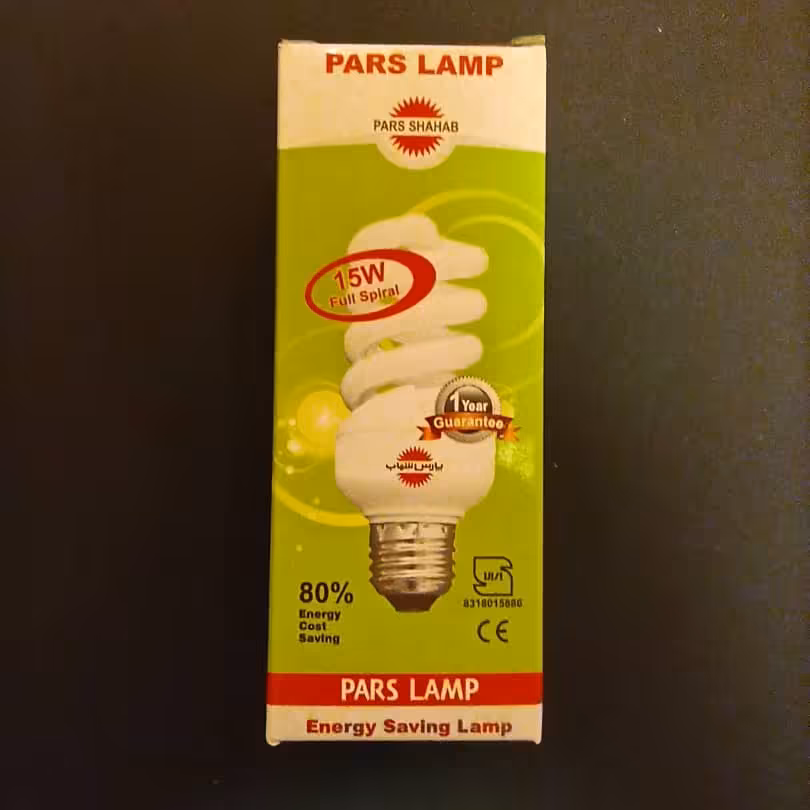 PARS LAMP
PARS SHAHAB
15W
Full Spiral
1 Year
Guarantee
پارس شهاب
80%
Energy
Cost
Saving
8318015886
CE
PARS LAMP
Energy Saving Lamp